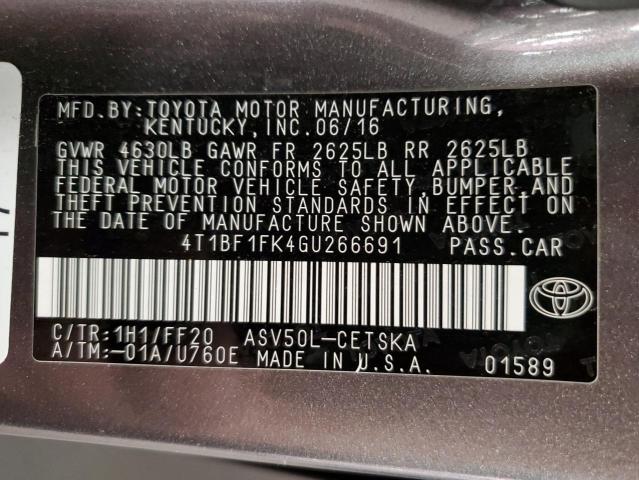 MFD.BY:TOYOTA MOTOR MANUFACTURING,
KENTUCKY,INC.06/16
GVWR 4630LB GAWR FR 2625LB RR 2625LB
THIS VEHICLE CONFORMS TO ALL APPLICABLE
FEDERAL MOTOR VEHICLE SAFETY,BUMPER AND
THEFT PREVENTION STANDARDS IN EFFECT ON
THE DATE OF MANUFACTURE SHOWN ABOVE.
4T1BF1FK4GU266691 PASS.CAR
C/TR:1H1/FF20 ASV50L-CETSKA
A/TM:-01A/U760E MADE IN U.S.A. 01589